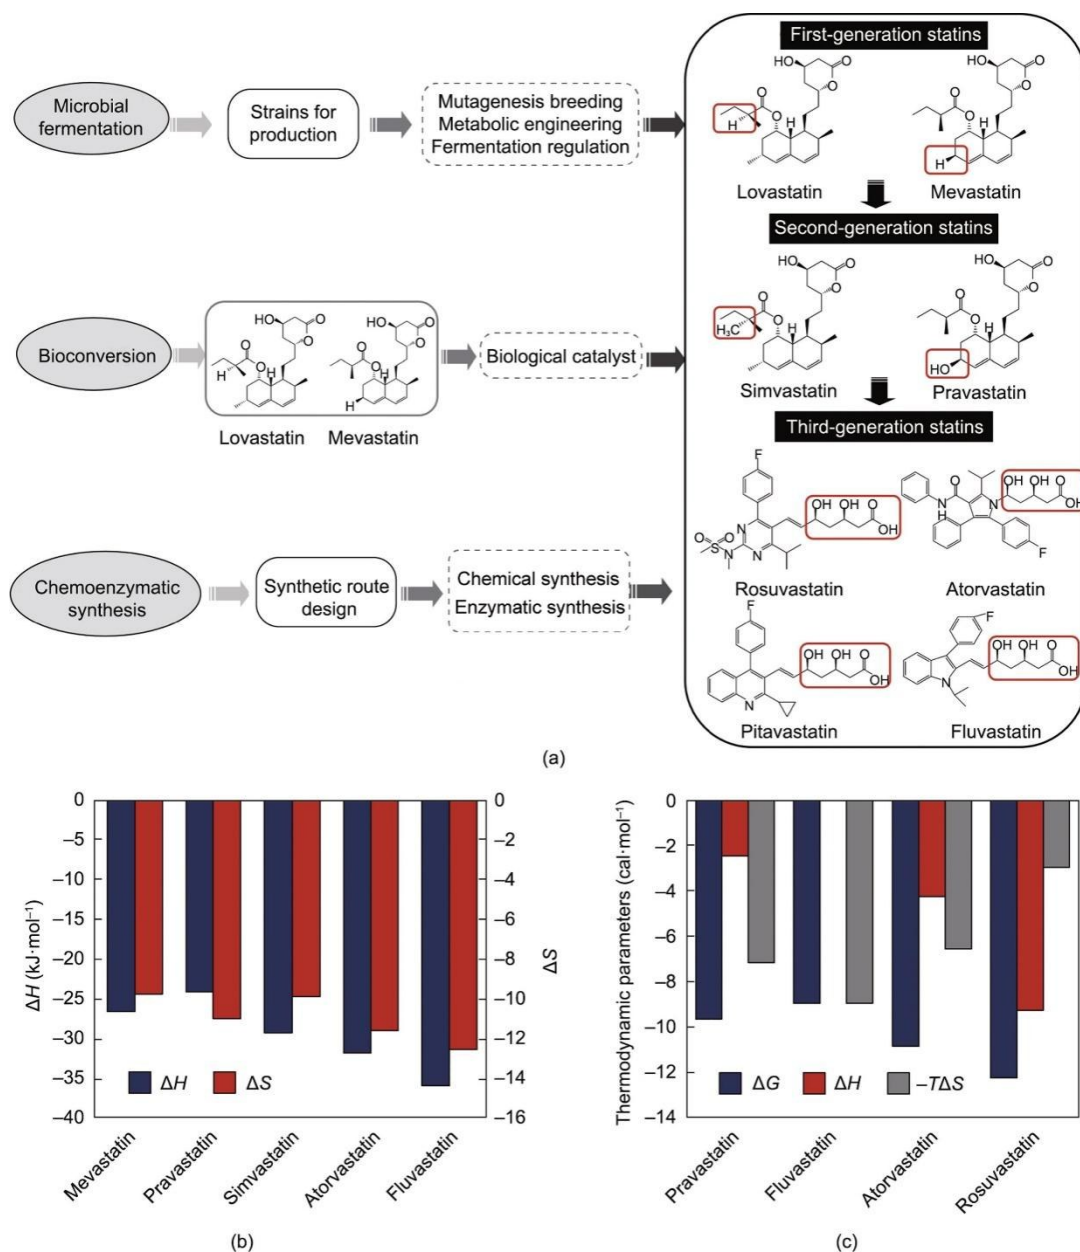 First-generation statins
Microbial
fermentation
Strains for
production
Mutagenesis breeding
Metabolic engineering
Fermentation regulation
HO
O
O
O
O
H
H
Lovastatin
HO
O
O
O
O
H
H
Mevastatin
Second-generation statins
Bioconversion
HO
O
O
O
O
H
H
Lovastatin
HO
O
O
O
O
H
H
Mevastatin
Biological catalyst
HO
O
O
O
O
H₃C
H
Simvastatin
HO
O
O
O
O
H
HO
Pravastatin
Third-generation statins
Chemoenzymatic
synthesis
Synthetic route
design
Chemical synthesis
Enzymatic synthesis
F
OH OH O
OH
N
N
O O
S
N
Rosuvastatin
OH OH O
OH
O
N
H
N
F
Atorvastatin
F
OH OH O
OH
N
Pitavastatin
F
OH OH O
OH
N
Fluvastatin
(a)
ΔH (kJ·mol⁻¹)
0
−5
−10
−15
−20
−25
−30
−35
−40
ΔH
ΔS
0
−2
−4
−6
−8
−10
−12
−14
−16
ΔS
Mevastatin
Pravastatin
Simvastatin
Atorvastatin
Fluvastatin
(b)
Thermodynamic parameters (cal·mol⁻¹)
0
−2
−4
−6
−8
−10
−12
−14
ΔG
ΔH
−TΔS
Pravastatin
Fluvastatin
Atorvastatin
Rosuvastatin
(c)